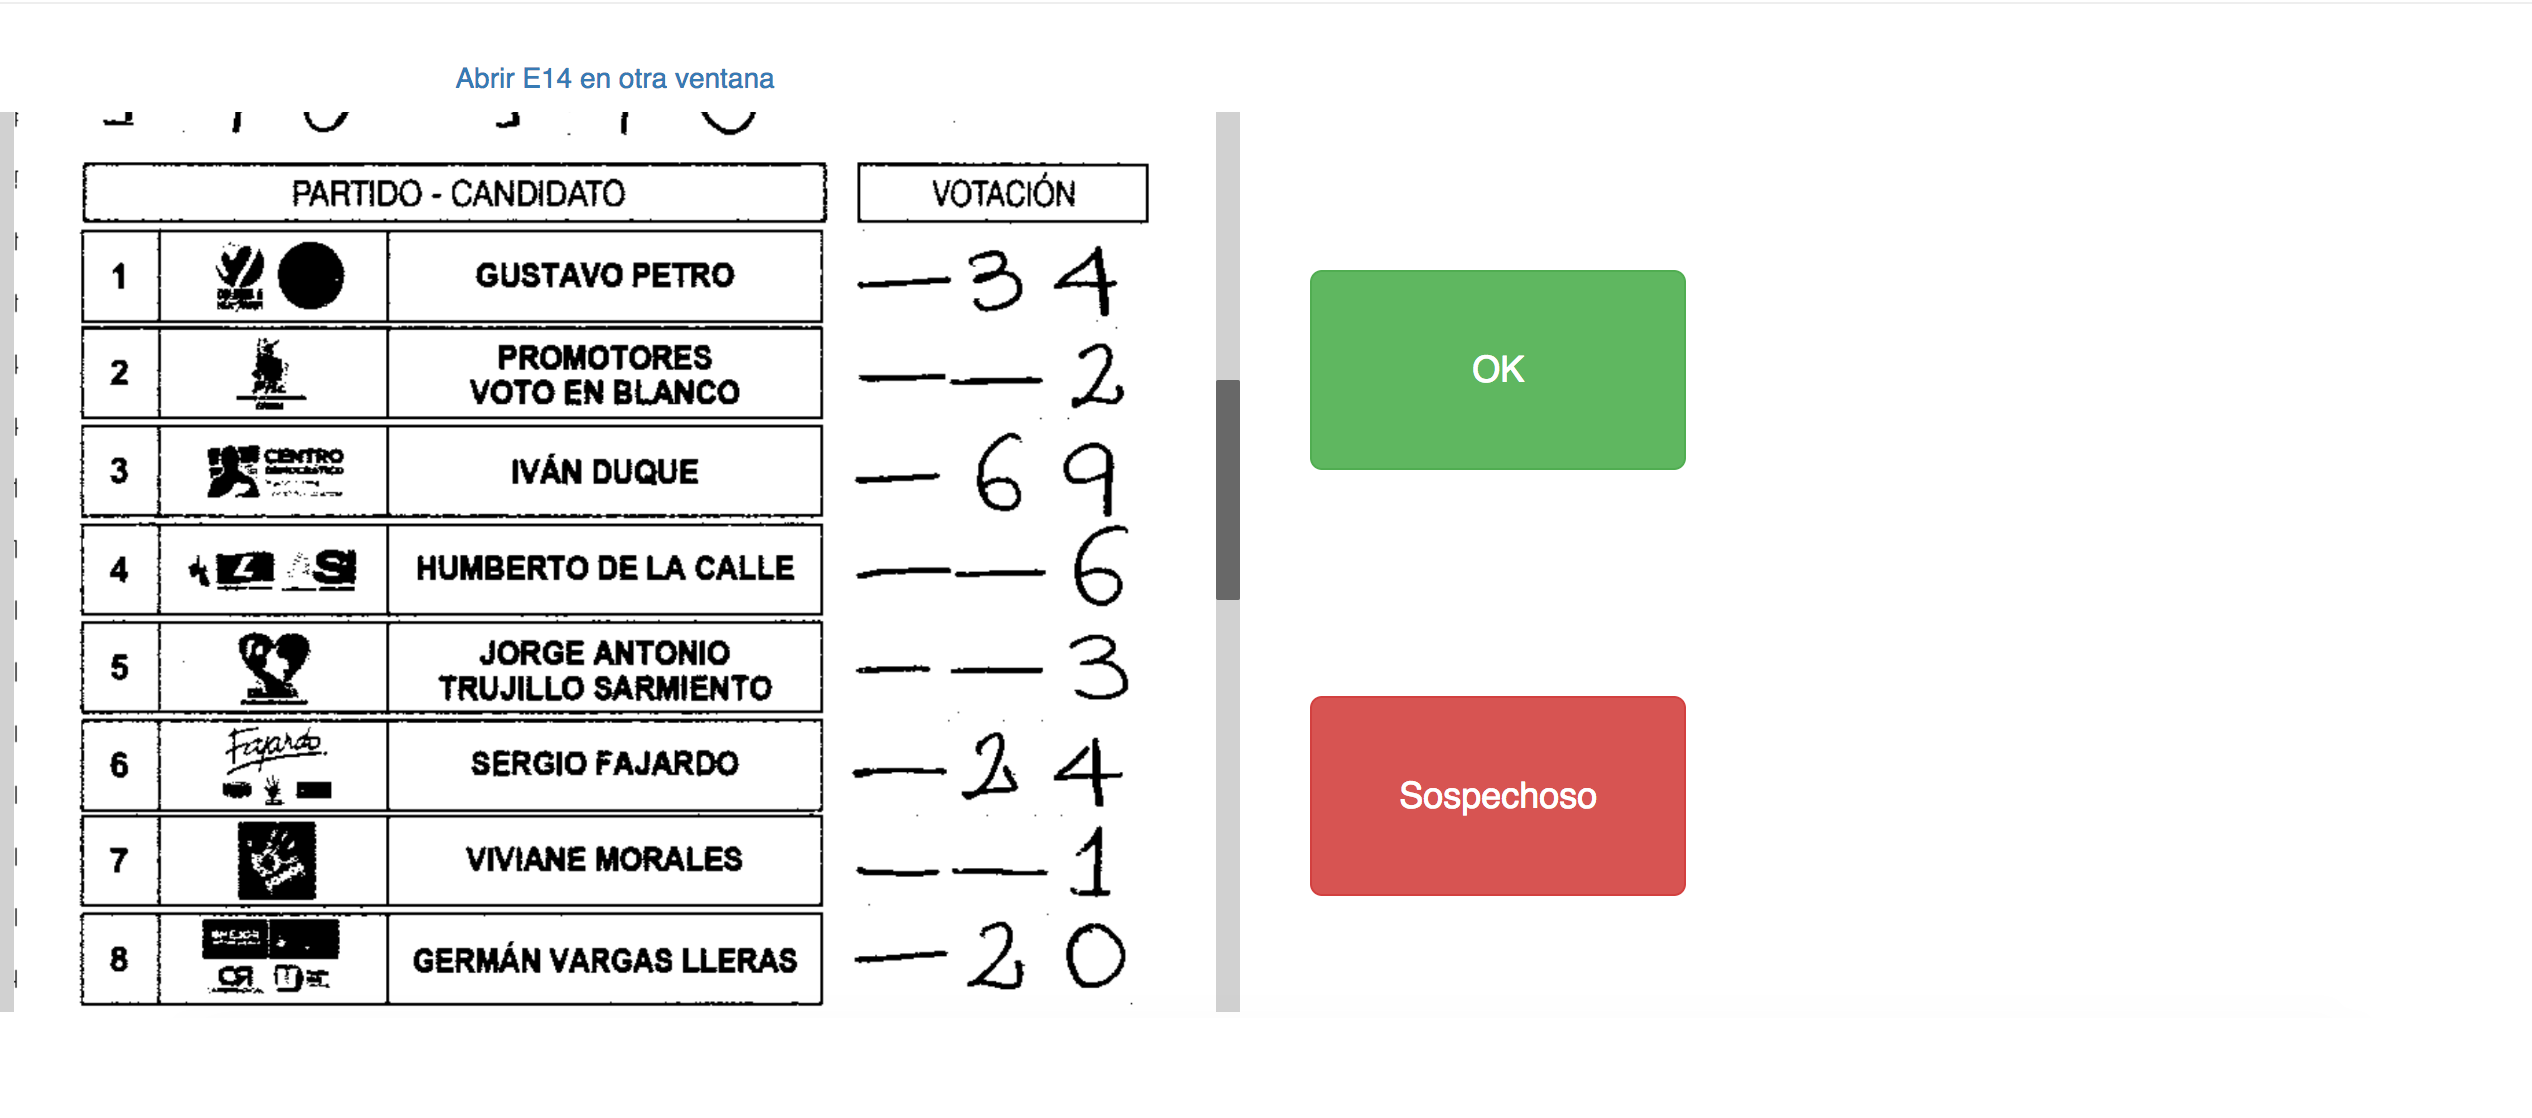 Abrir E14 en otra ventana
PARTIDO - CANDIDATO VOTACIÓN
1 GUSTAVO PETRO — 3 4
2 PROMOTORES VOTO EN BLANCO — — 2
3 CENTRO DEMOCRÁTICO IVÁN DUQUE — 6 9
4 HUMBERTO DE LA CALLE — — 6
5 JORGE ANTONIO TRUJILLO SARMIENTO — — 3
6 Fajardo SERGIO FAJARDO — 2 4
7 VIVIANE MORALES — — 1
8 GERMÁN VARGAS LLERAS — 2 0
OK
Sospechoso